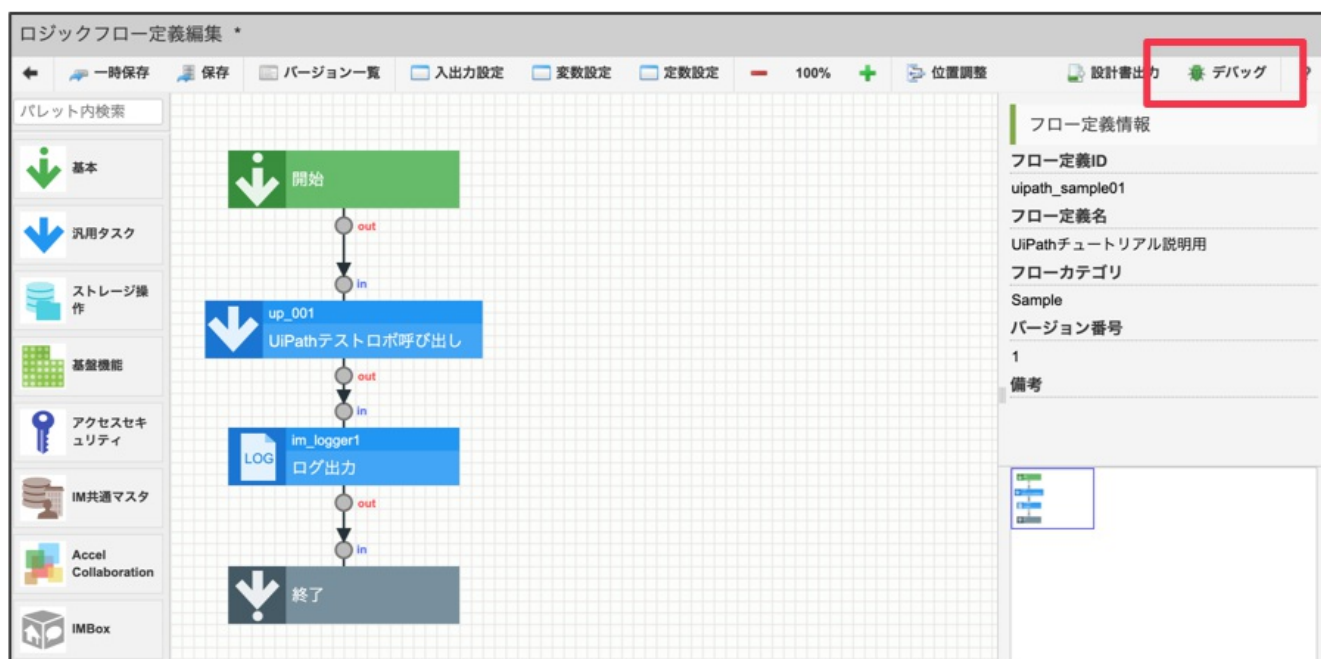 ロジックフロー定義編集 *
一時保存 保存 バージョン一覧 入出力設定 変数設定 定数設定 100% 位置調整 設計書出力 デバッグ
パレット内検索
基本
汎用タスク
ストレージ操
作
基盤機能
アクセスセキ
ュリティ
IM共通マスタ
Accel
Collaboration
IMBox
開始
out
in
up_001
UiPathテストロボ呼び出し
out
in
im_logger1
LOG
ログ出力
out
in
終了
フロー定義情報
フロー定義ID
uipath_sample01
フロー定義名
UiPathチュートリアル説明用
フローカテゴリ
Sample
バージョン番号
1
備考